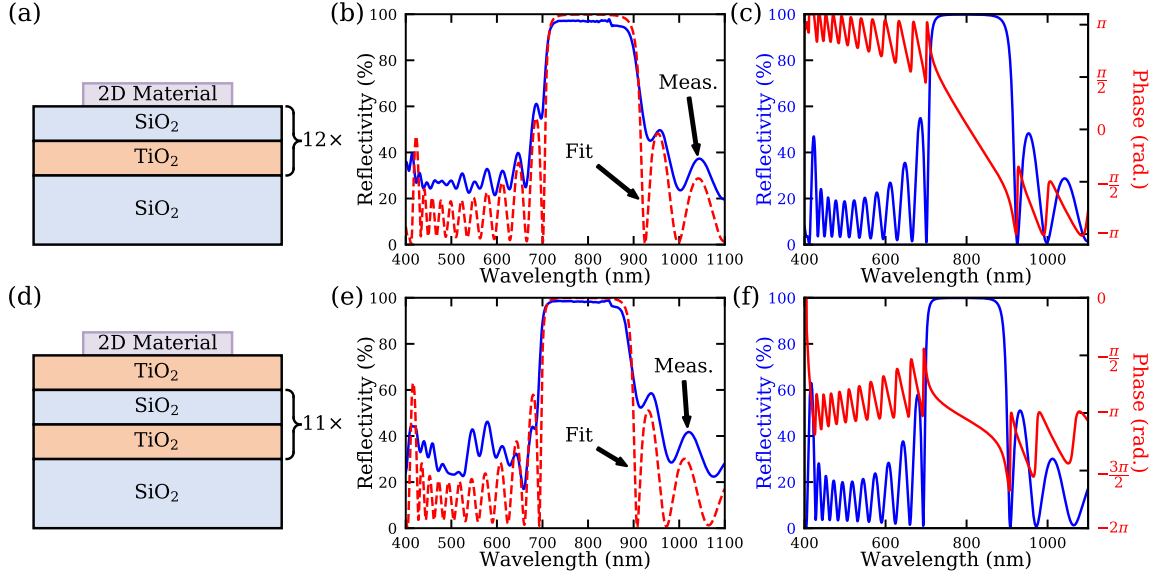 (a)
2D Material
SiO₂
TiO₂
12×
SiO₂
(b)
100
80
60
40
20
0
Reflectivity (%)
Meas.
Fit
400 500 600 700 800 900 1000 1100
Wavelength (nm)
(c)
100
80
60
40
20
0
Reflectivity (%)
π
π/2
0
−π/2
−π
Phase (rad.)
400 600 800 1000
Wavelength (nm)
(d)
2D Material
TiO₂
SiO₂
TiO₂
11×
SiO₂
(e)
100
80
60
40
20
0
Reflectivity (%)
Meas.
Fit
400 500 600 700 800 900 1000 1100
Wavelength (nm)
(f)
100
80
60
40
20
0
Reflectivity (%)
0
−π/2
−π
−3π/2
−2π
Phase (rad.)
400 600 800 1000
Wavelength (nm)